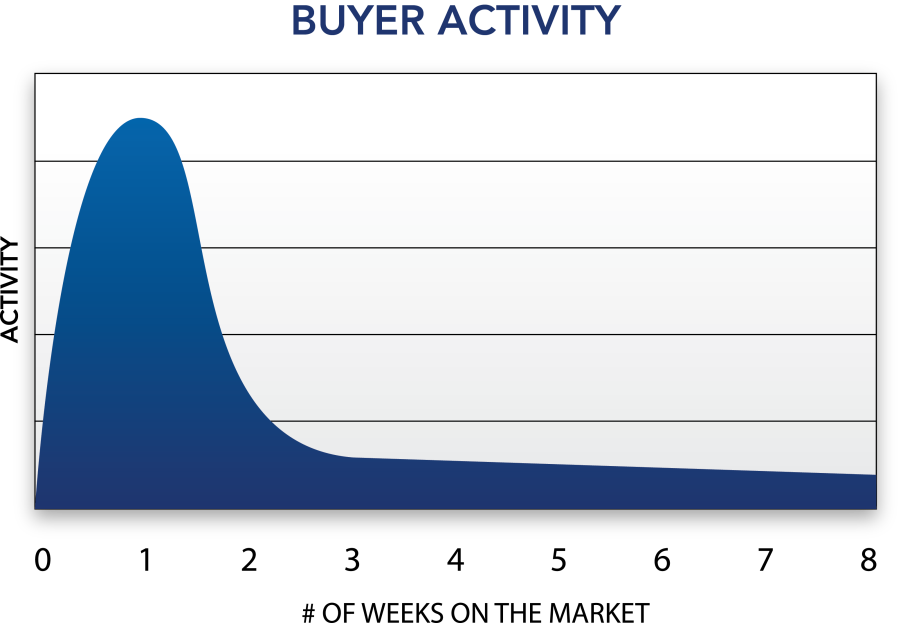 BUYER ACTIVITY
ACTIVITY
0 1 2 3 4 5 6 7 8
# OF WEEKS ON THE MARKET